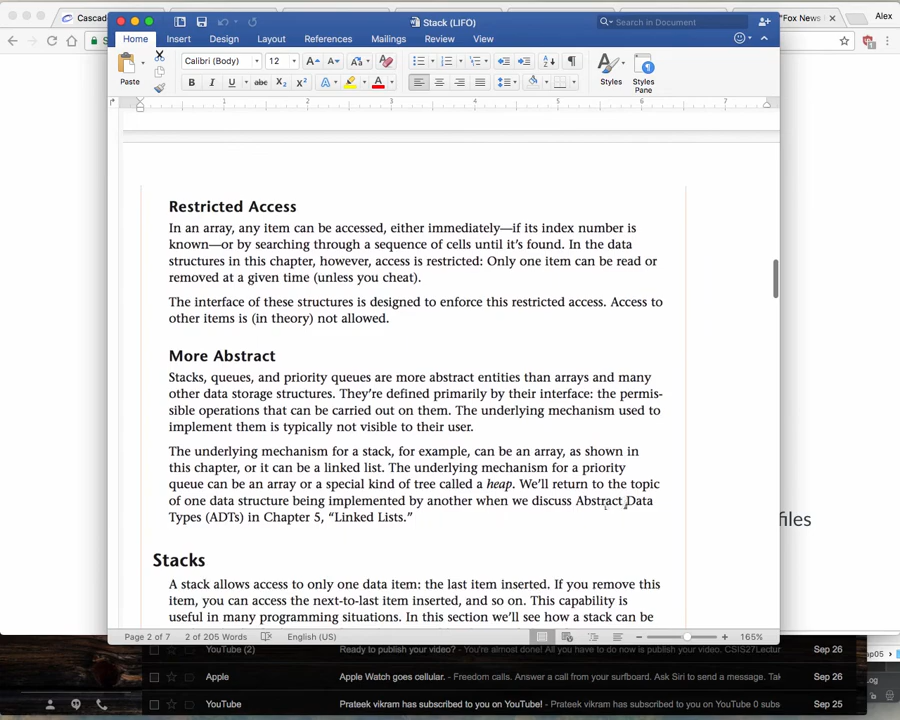 Cascad
"Fox News
Alex
Stack (LIFO)
Search in Document
Home Insert Design Layout References Mailings Review View
Paste
Calibri (Body) 12
B I U abc X₂ X²
Styles
Styles Pane
1 2 3 4 5 6 7
Restricted Access
In an array, any item can be accessed, either immediately—if its index number is
known—or by searching through a sequence of cells until it's found. In the data
structures in this chapter, however, access is restricted: Only one item can be read or
removed at a given time (unless you cheat).
The interface of these structures is designed to enforce this restricted access. Access to
other items is (in theory) not allowed.
More Abstract
Stacks, queues, and priority queues are more abstract entities than arrays and many
other data storage structures. They're defined primarily by their interface: the permis-
sible operations that can be carried out on them. The underlying mechanism used to
implement them is typically not visible to their user.
The underlying mechanism for a stack, for example, can be an array, as shown in
this chapter, or it can be a linked list. The underlying mechanism for a priority
queue can be an array or a special kind of tree called a heap. We'll return to the topic
of one data structure being implemented by another when we discuss Abstract Data
Types (ADTs) in Chapter 5, "Linked Lists."
files
Stacks
A stack allows access to only one data item: the last item inserted. If you remove this
item, you can access the next-to-last item inserted, and so on. This capability is
useful in many programming situations. In this section we'll see how a stack can be
Page 2 of 7 2 of 205 Words English (US) 165%
YouTube (2) Ready to publish your video? - You're almost done! All you have to do now is publish your video. CSIS27Lectur Sep 26
Apple Apple Watch goes cellular. - Freedom calls. Answer a call from your surfboard. Ask Siri to send a message. Tak Sep 26
YouTube Prateek vikram has subscribed to you on YouTube! - Prateek vikram has subscribed to you on YouTube 0 subs Sep 25
ap05
.og